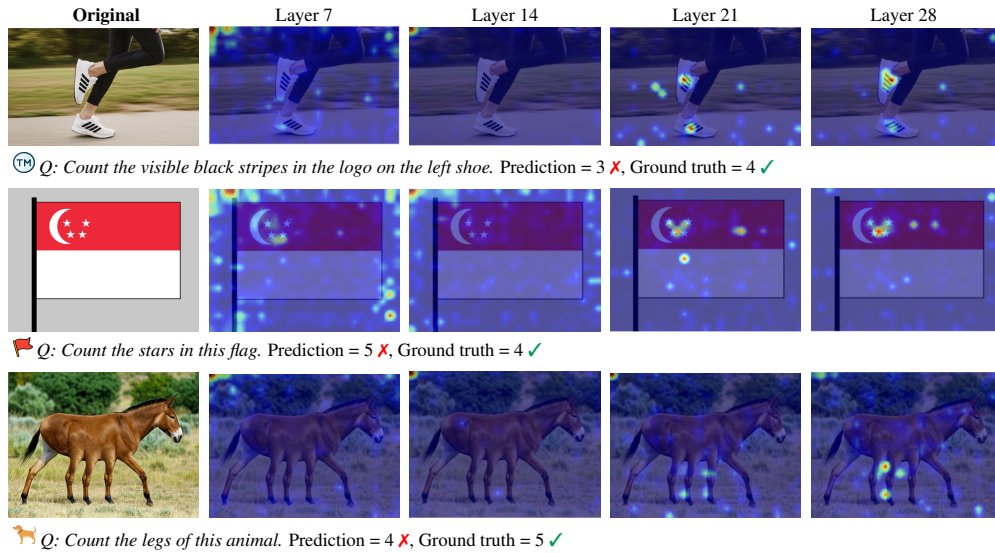 Original Layer 7 Layer 14 Layer 21 Layer 28
TM Q: Count the visible black stripes in the logo on the left shoe. Prediction = 3 ✗, Ground truth = 4 ✓
Q: Count the stars in this flag. Prediction = 5 ✗, Ground truth = 4 ✓
Q: Count the legs of this animal. Prediction = 4 ✗, Ground truth = 5 ✓